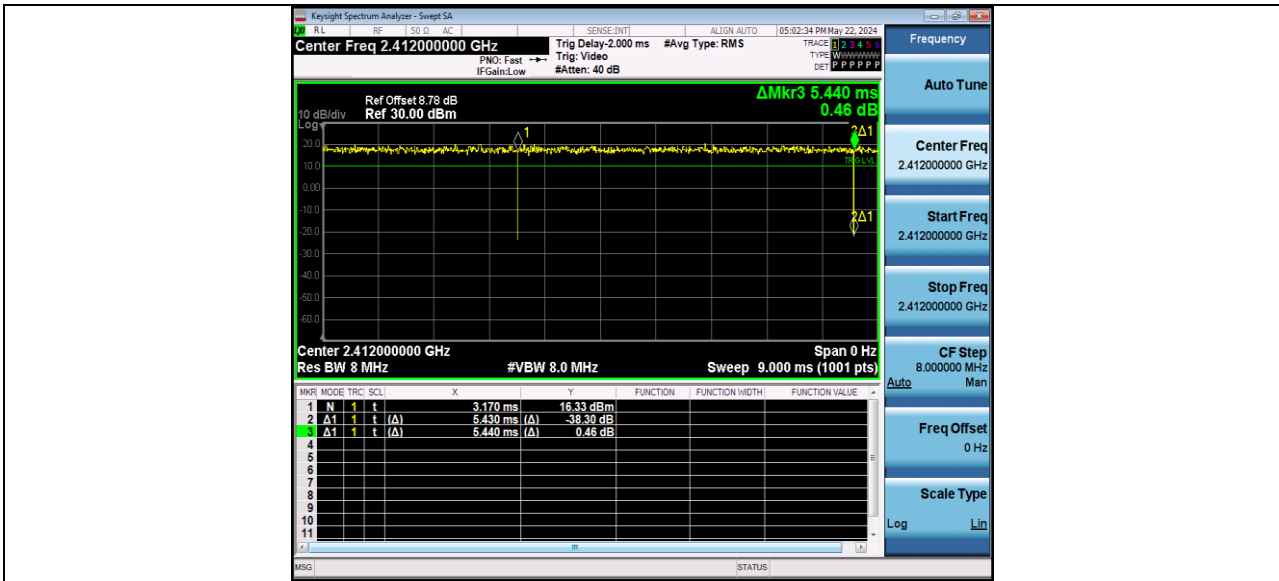 Keysight Spectrum Analyzer - Swept SA
RL RF 50 Ω AC SENSE:INT ALIGN AUTO 05:02:34 PM May 22, 2024
Center Freq 2.412000000 GHz
PNO: Fast
IFGain:Low
Trig Delay-2.000 ms
Trig: Video
#Atten: 40 dB
#Avg Type: RMS
TRACE 1 2 3 4 5 6
TYPE WWWWWW
DET P P P P P P
ΔMkr3 5.440 ms
0.46 dB
Ref Offset 8.78 dB
10 dB/div Ref 30.00 dBm
Log
1
2Δ1
20.0
TRIG LVL
10.0
0.00
-10.0
2Δ1
-20.0
-30.0
-40.0
-50.0
-60.0
Center 2.412000000 GHz Span 0 Hz
Res BW 8 MHz #VBW 8.0 MHz Sweep 9.000 ms (1001 pts)
MKR MODE TRC SCL X Y FUNCTION FUNCTION WIDTH FUNCTION VALUE
1 N 1 t 3.170 ms 16.33 dBm
2 Δ1 1 t (Δ) 5.430 ms (Δ) -38.30 dB
3 Δ1 1 t (Δ) 5.440 ms (Δ) 0.46 dB
4
5
6
7
8
9
10
11
MSG STATUS
Frequency
Auto Tune
Center Freq
2.412000000 GHz
Start Freq
2.412000000 GHz
Stop Freq
2.412000000 GHz
CF Step
8.000000 MHz
Auto Man
Freq Offset
0 Hz
Scale Type
Log Lin